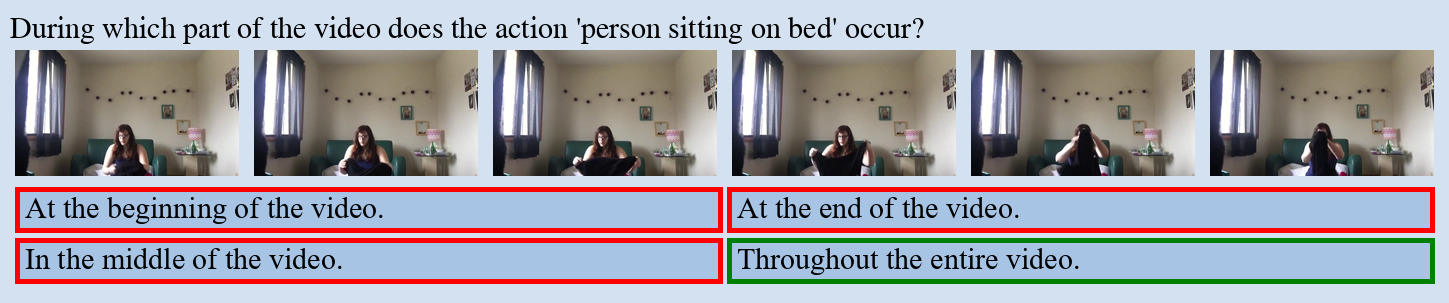 During which part of the video does the action 'person sitting on bed' occur?
At the beginning of the video.
At the end of the video.
In the middle of the video.
Throughout the entire video.